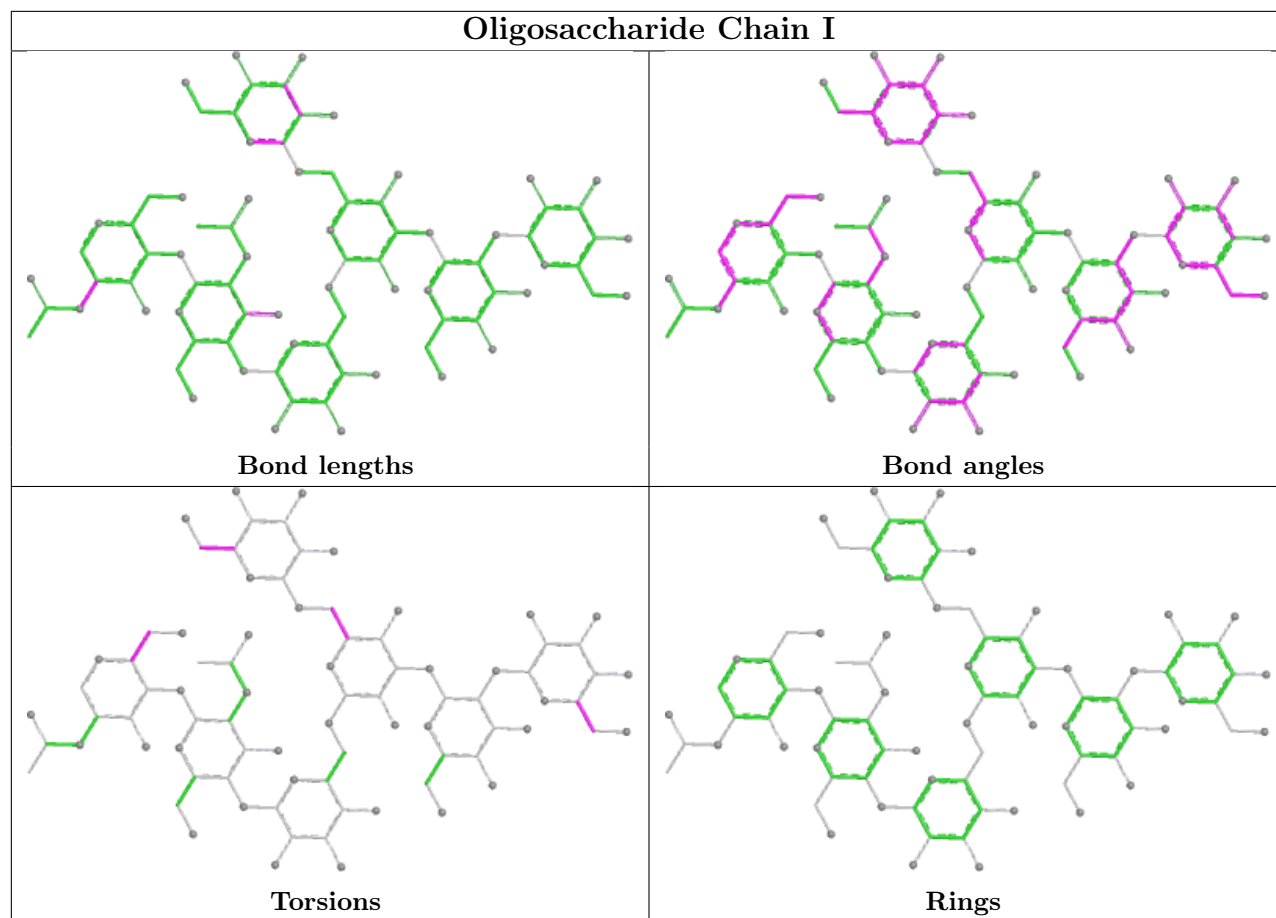 Oligosaccharide Chain I
Bond lengths
Bond angles
Torsions
Rings